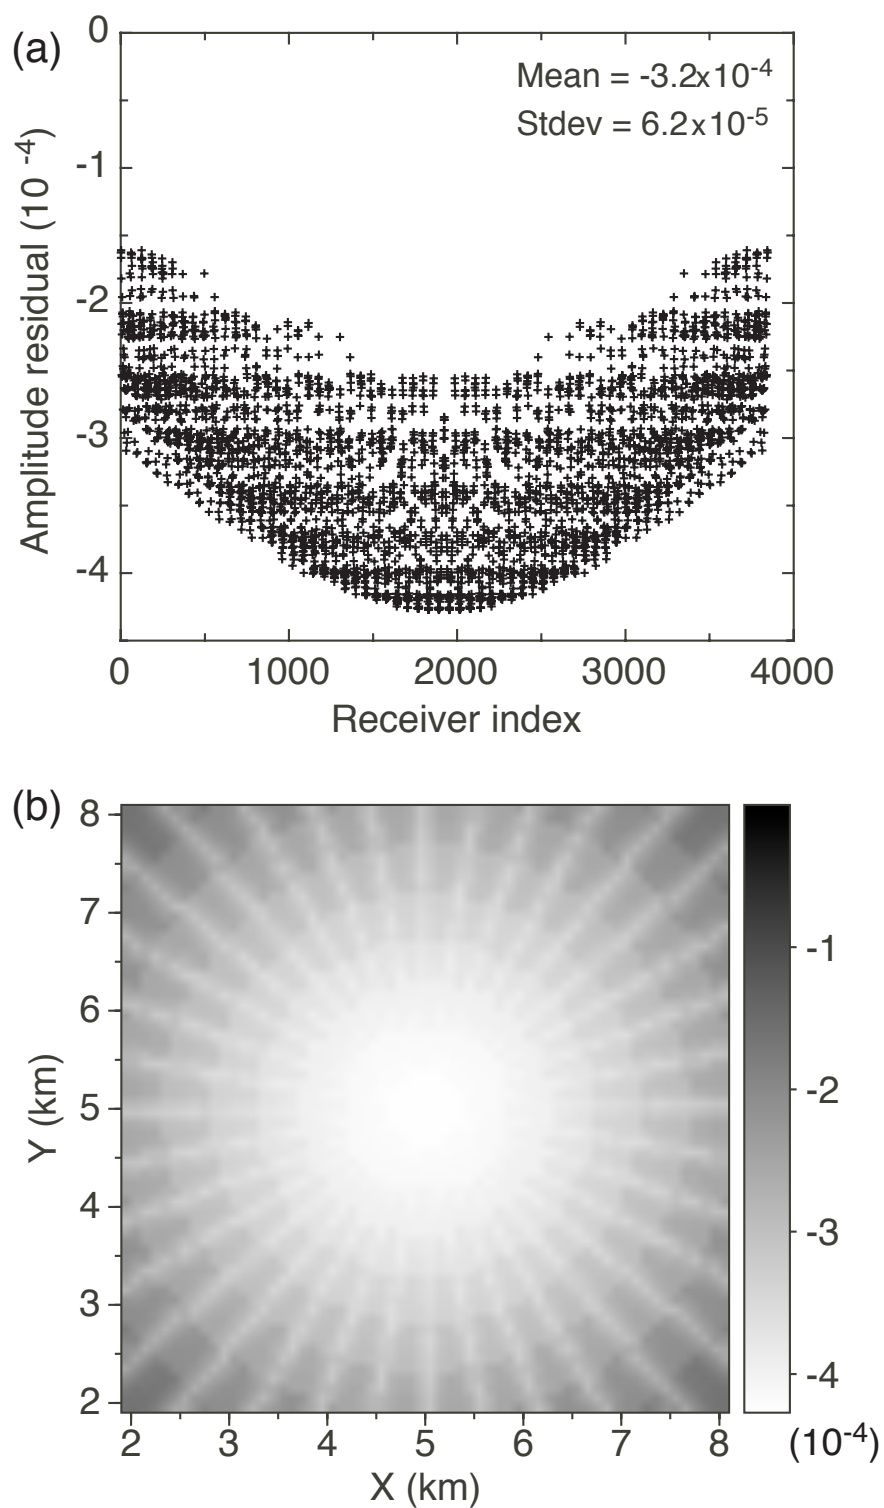 (a)
0
Mean = -3.2x10-4
Stdev = 6.2x10-5
-1
-2
-3
-4
Amplitude residual (10 -4)
0 1000 2000 3000 4000
Receiver index
(b)
8
7
6
5
4
3
2
Y (km)
-1
-2
-3
-4
2 3 4 5 6 7 8 (10-4)
X (km)